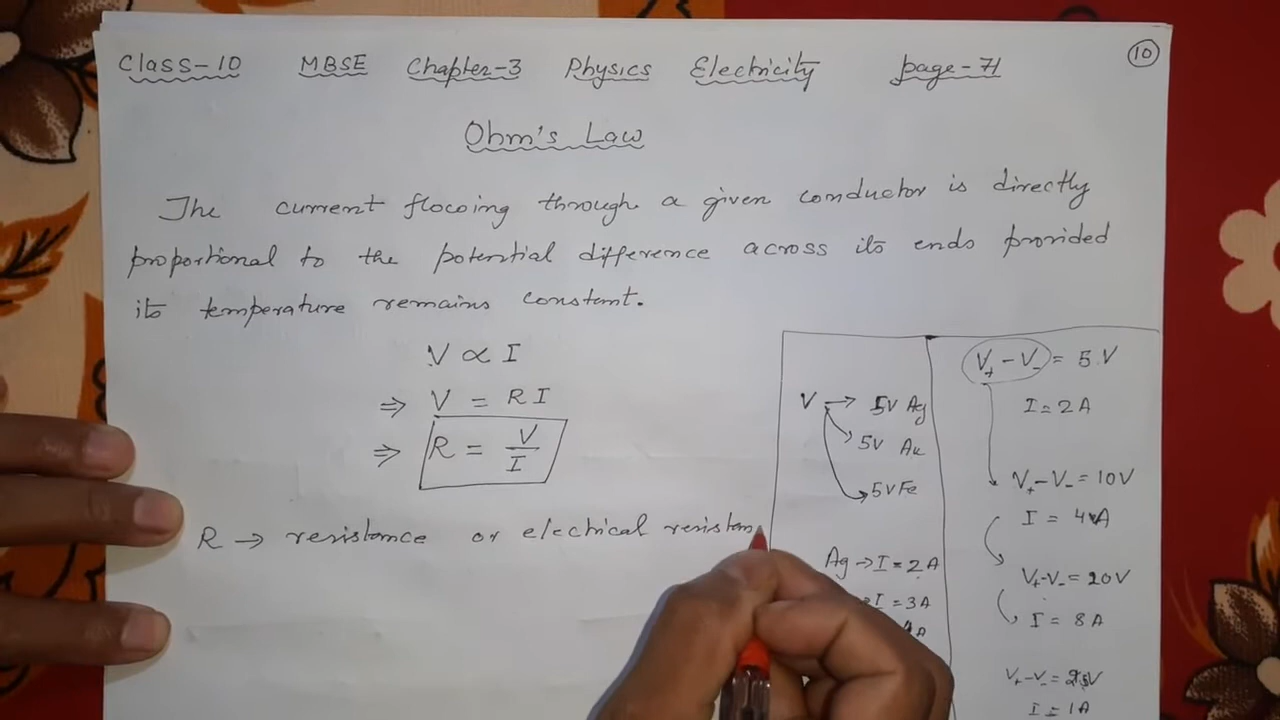 Class-10 MBSE Chapter-3 Physics Electricity page-71
10
Ohm's Law
The current flowing through a given conductor is directly
proportional to the potential difference across its ends provided
its temperature remains constant.
V ∝ I
⇒ V = RI
⇒ R = V/I
R → resistance or electrical resistan
V → 5V Ag
5V Au
5V Fe
Ag → I = 2A
I = 3A
4A
V₊ - V₋ = 5 V
I = 2A
V₊ - V₋ = 10V
I = 4A
V₊ - V₋ = 20V
I = 8A
V₊ - V₋ =
I = 1A